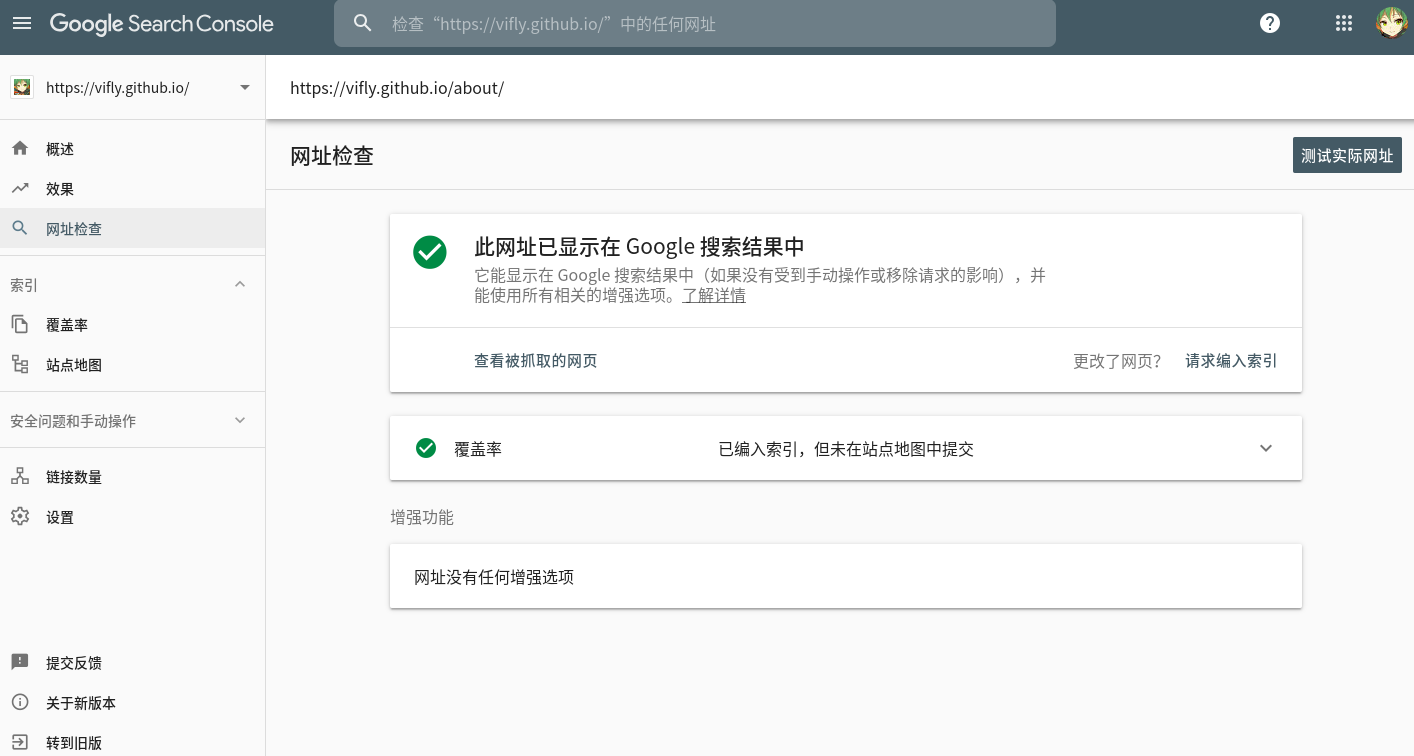 Google Search Console
检查“https://vifly.github.io/”中的任何网址
https://vifly.github.io/
https://vifly.github.io/about/
概述
效果
网址检查
索引
覆盖率
站点地图
安全问题和手动操作
链接数量
设置
提交反馈
关于新版本
转到旧版
网址检查
测试实际网址
此网址已显示在 Google 搜索结果中
它能显示在 Google 搜索结果中（如果没有受到手动操作或移除请求的影响），并
能使用所有相关的增强选项。了解详情
查看被抓取的网页
更改了网页？
请求编入索引
覆盖率
已编入索引，但未在站点地图中提交
增强功能
网址没有任何增强选项